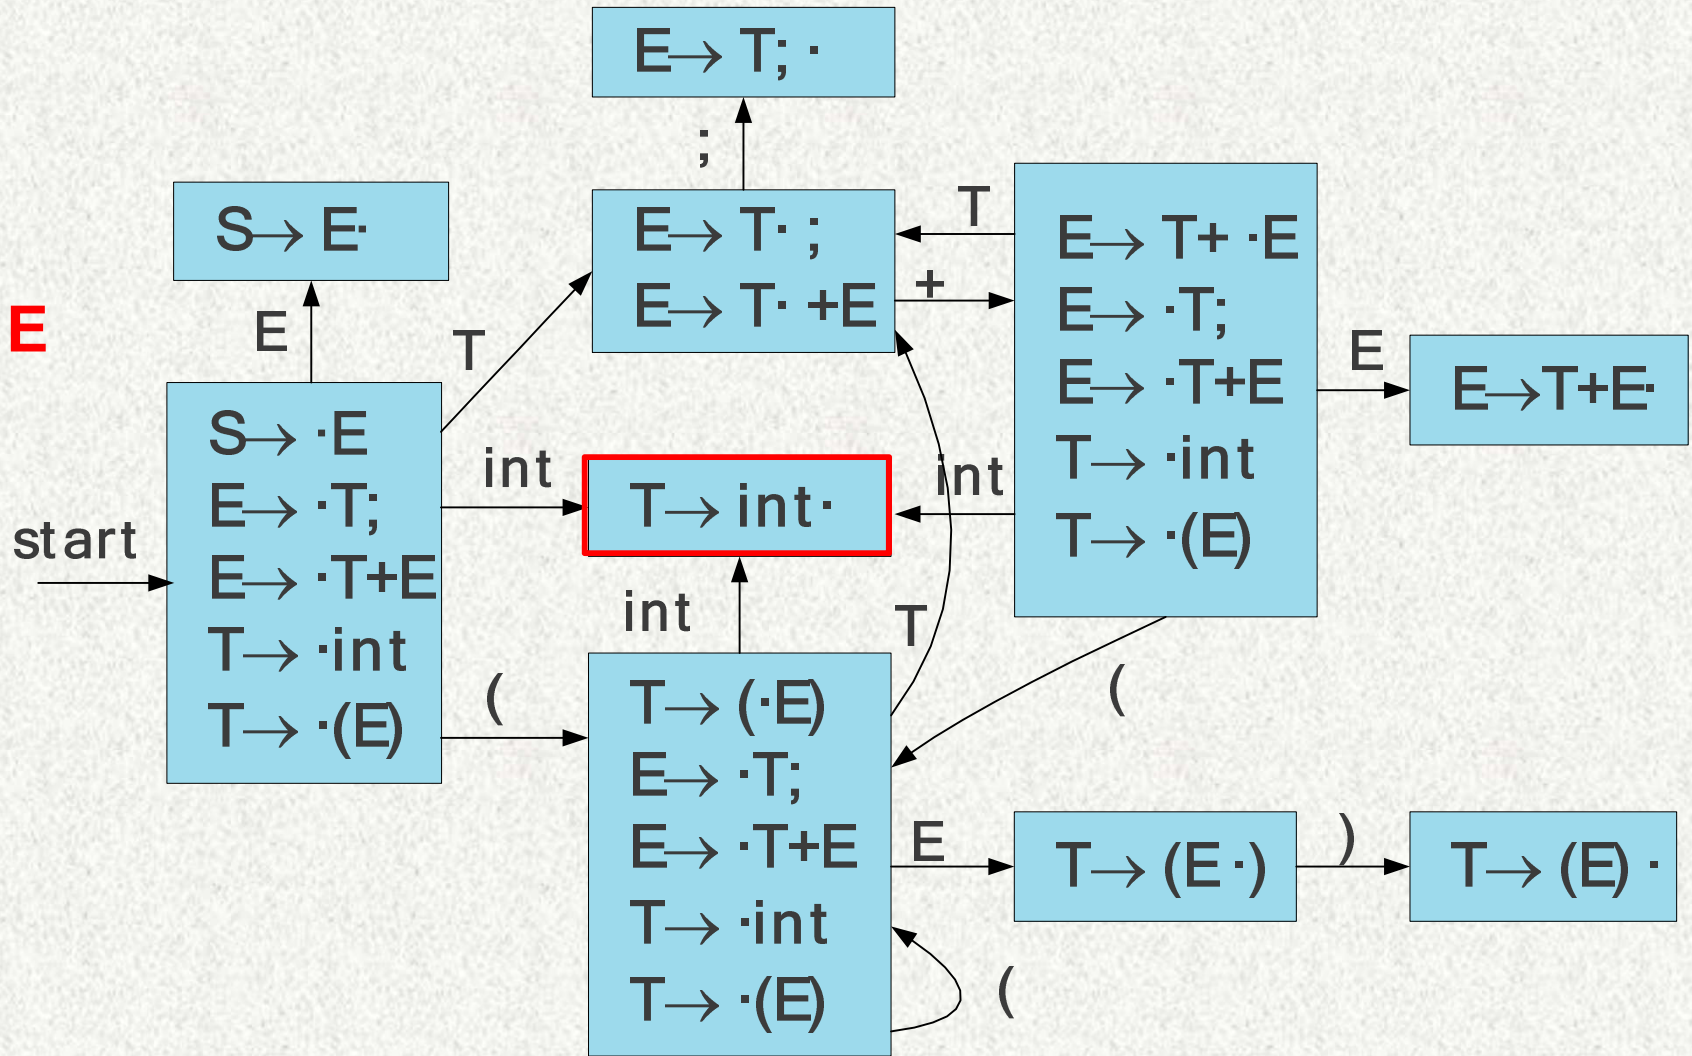 E→ T; ·
;
S→ E·
E→ T· ;
E→ T· +E
T
+
E→ T+ ·E
E→ ·T;
E→ ·T+E
T→ ·int
T→ ·(E)
E
E
T
E
E→T+E·
S→ ·E
E→ ·T;
E→ ·T+E
T→ ·int
T→ ·(E)
start
int
T→ int·
int
int
T
(
(
T→ (·E)
E→ ·T;
E→ ·T+E
T→ ·int
T→ ·(E)
E
T→ (E ·)
)
T→ (E) ·
(